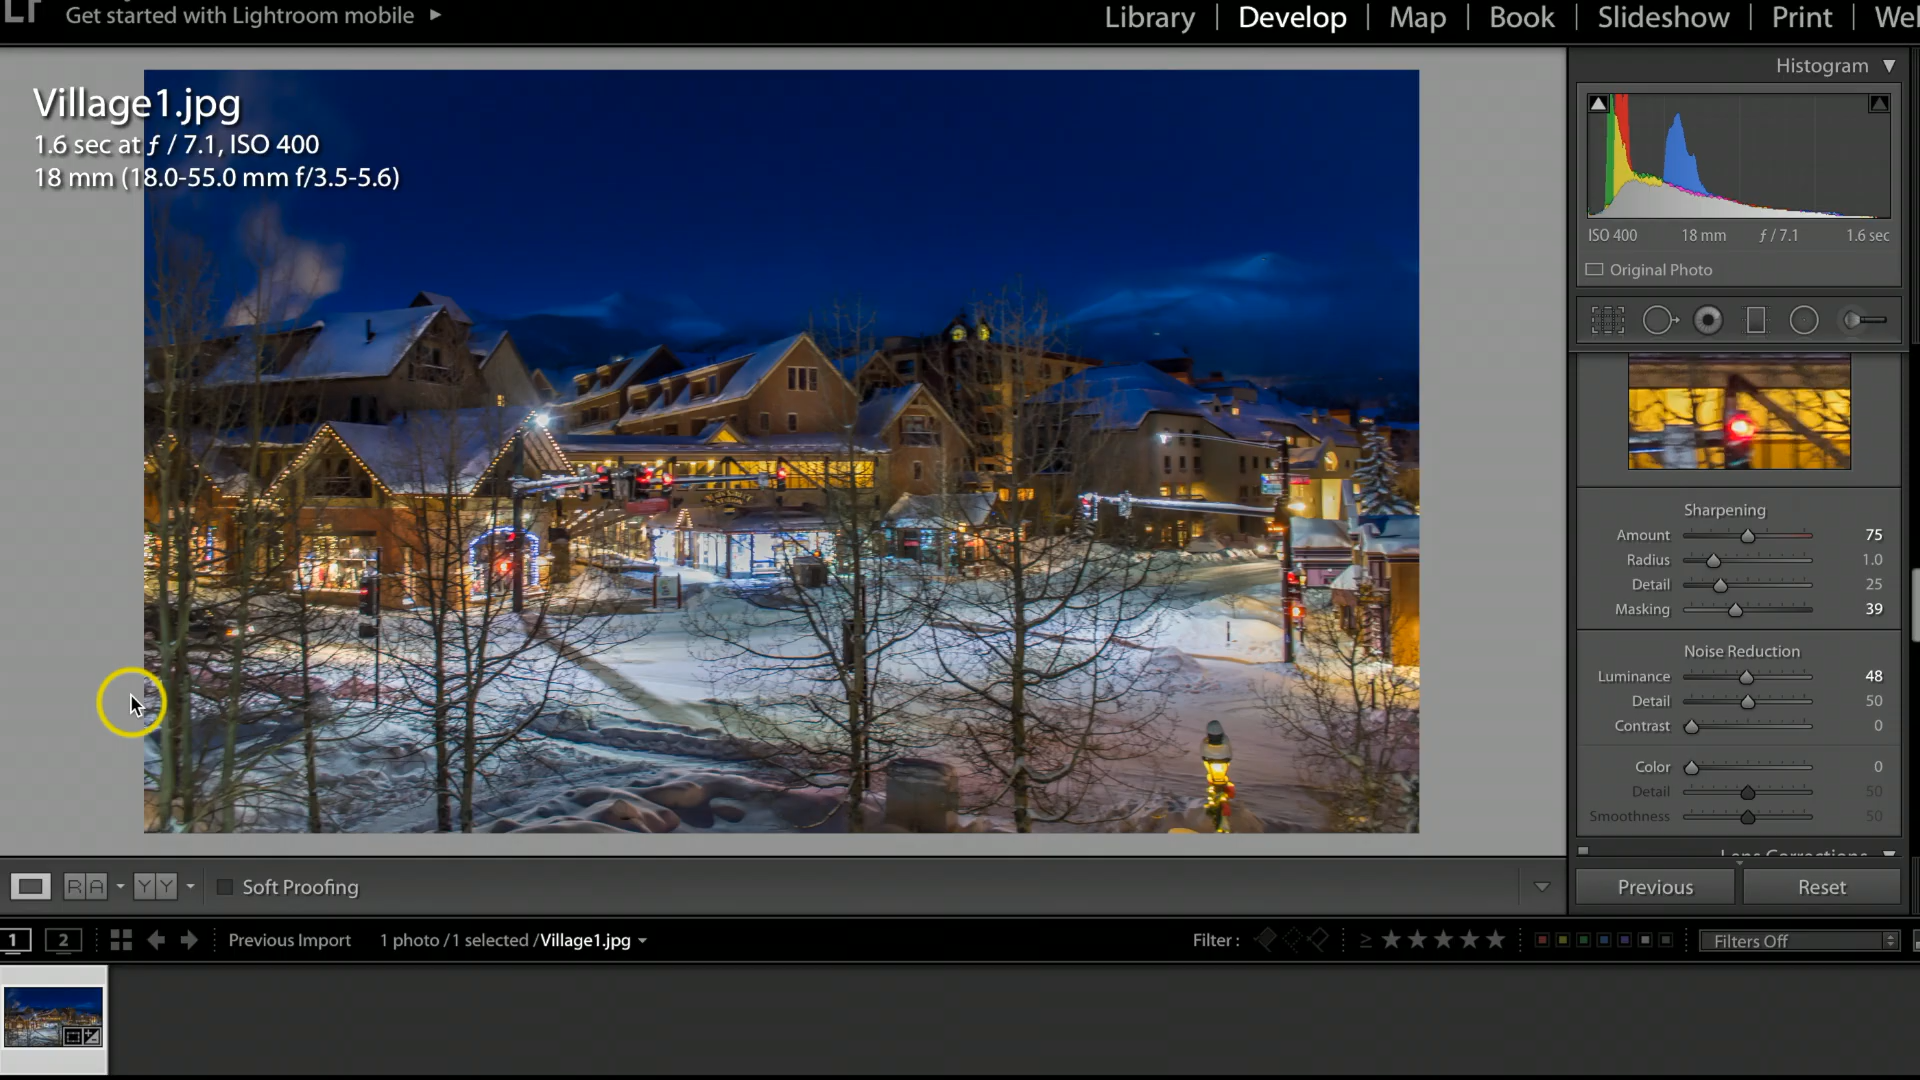 Lr
Get started with Lightroom mobile
Library | Develop | Map | Book | Slideshow | Print | Wel
Village1.jpg
1.6 sec at ƒ / 7.1, ISO 400
18 mm (18.0-55.0 mm f/3.5-5.6)
Histogram
ISO 400 18 mm ƒ / 7.1 1.6 sec
Original Photo
Sharpening
Amount 75
Radius 1.0
Detail 25
Masking 39
Noise Reduction
Luminance 48
Detail 50
Contrast 0
Color 0
Detail 50
Smoothness 50
Lens Corrections
R A Y Y Soft Proofing
Previous Reset
1 2 Previous Import 1 photo / 1 selected / Village1.jpg Filter : ≥ Filters Off